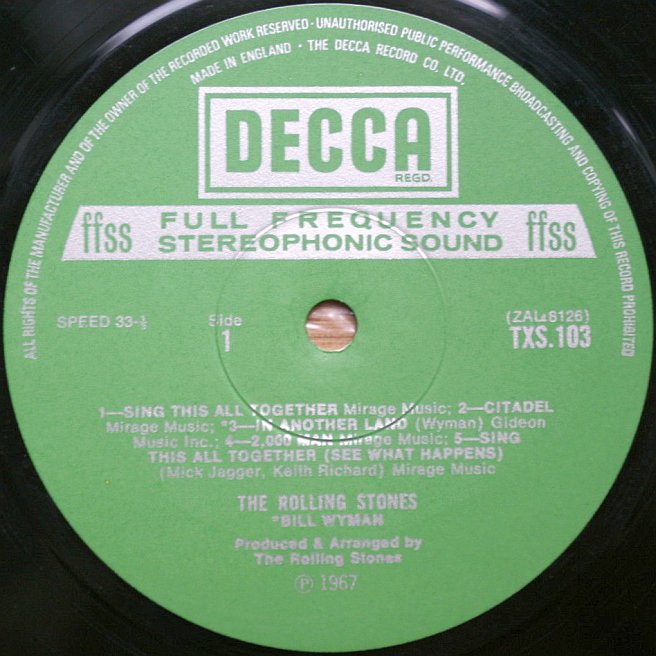 ALL RIGHTS OF THE MANUFACTURER AND OF THE OWNER OF THE RECORDED WORK RESERVED · UNAUTHORISED PUBLIC PERFORMANCE BROADCASTING AND COPYING OF THIS RECORD PROHIBITED
MADE IN ENGLAND · THE DECCA RECORD CO. LTD.
DECCA
REGD.
ffss FULL FREQUENCY STEREOPHONIC SOUND ffss
SPEED 33-⅓
Side
1
(ZAL 8126)
TXS.103
1—SING THIS ALL TOGETHER Mirage Music; 2—CITADEL
Mirage Music; *3—IN ANOTHER LAND (Wyman) Gideon
Music Inc.; 4—2,000 MAN Mirage Music; 5—SING
THIS ALL TOGETHER (SEE WHAT HAPPENS)
(Mick Jagger, Keith Richard) Mirage Music
THE ROLLING STONES
*BILL WYMAN
Produced & Arranged by
The Rolling Stones
℗ 1967